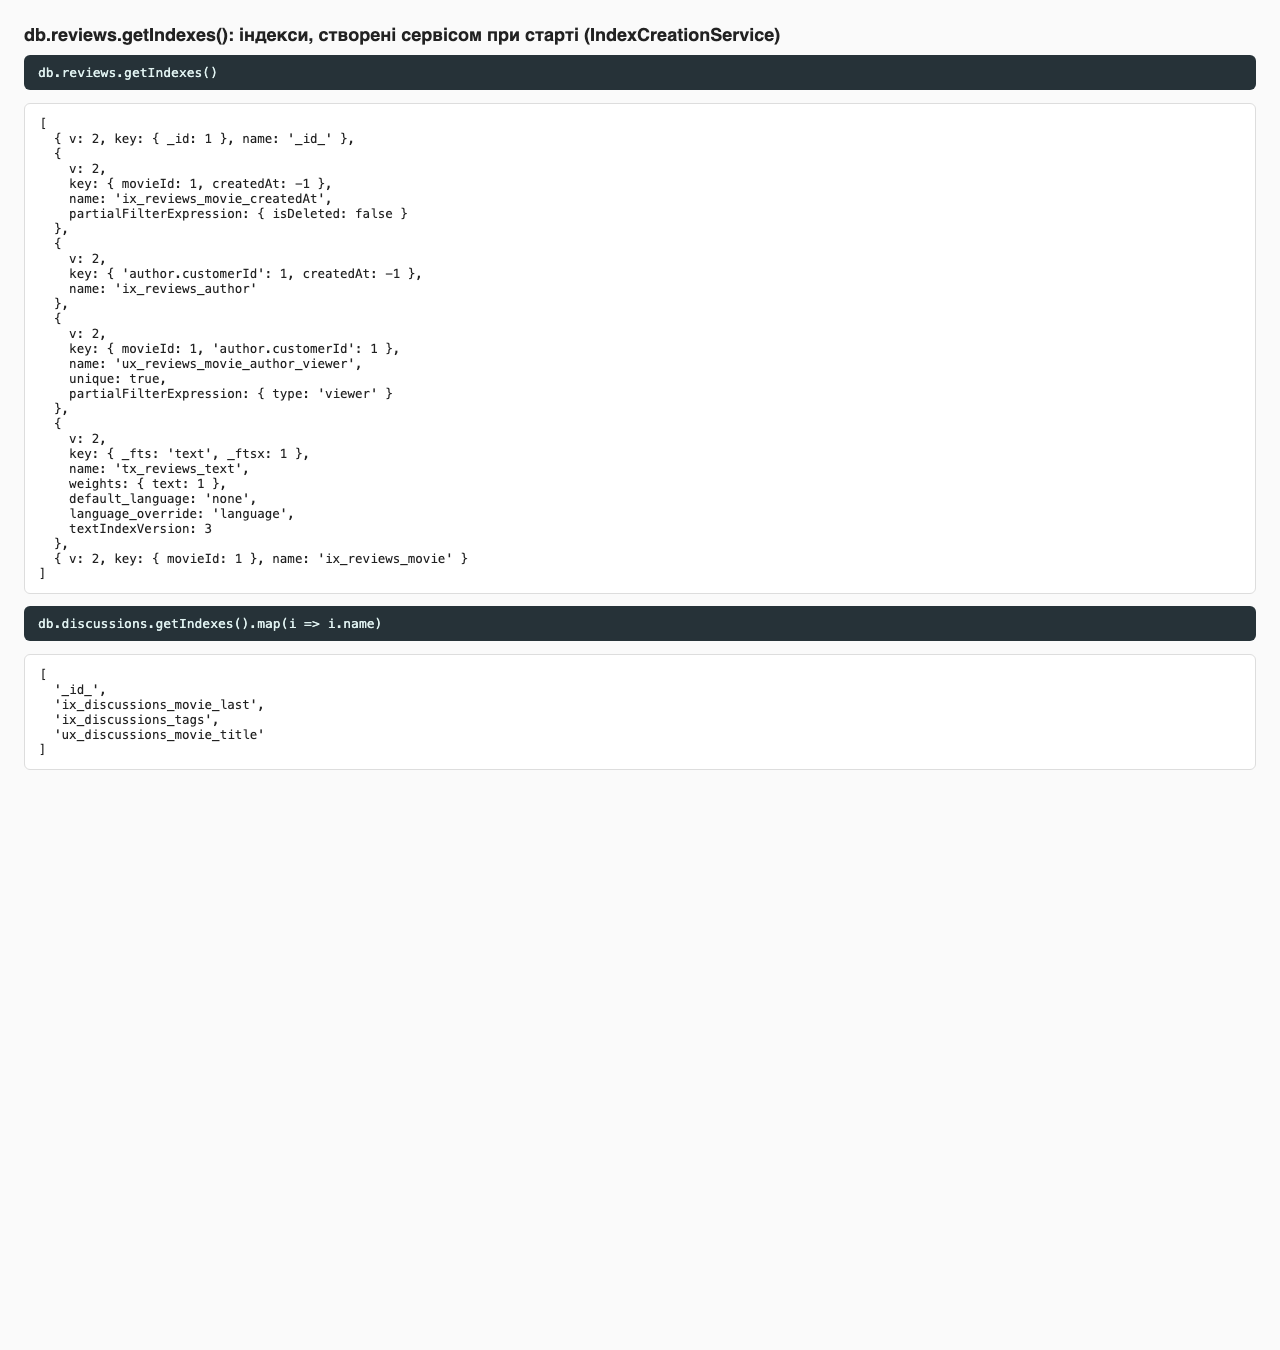 db.reviews.getIndexes(): індекси, створені сервісом при старті (IndexCreationService)
db.reviews.getIndexes()
[
  { v: 2, key: { _id: 1 }, name: '_id_' },
  {
    v: 2,
    key: { movieId: 1, createdAt: -1 },
    name: 'ix_reviews_movie_createdAt',
    partialFilterExpression: { isDeleted: false }
  },
  {
    v: 2,
    key: { 'author.customerId': 1, createdAt: -1 },
    name: 'ix_reviews_author'
  },
  {
    v: 2,
    key: { movieId: 1, 'author.customerId': 1 },
    name: 'ux_reviews_movie_author_viewer',
    unique: true,
    partialFilterExpression: { type: 'viewer' }
  },
  {
    v: 2,
    key: { _fts: 'text', _ftsx: 1 },
    name: 'tx_reviews_text',
    weights: { text: 1 },
    default_language: 'none',
    language_override: 'language',
    textIndexVersion: 3
  },
  { v: 2, key: { movieId: 1 }, name: 'ix_reviews_movie' }
]
db.discussions.getIndexes().map(i => i.name)
[
  '_id_',
  'ix_discussions_movie_last',
  'ix_discussions_tags',
  'ux_discussions_movie_title'
]